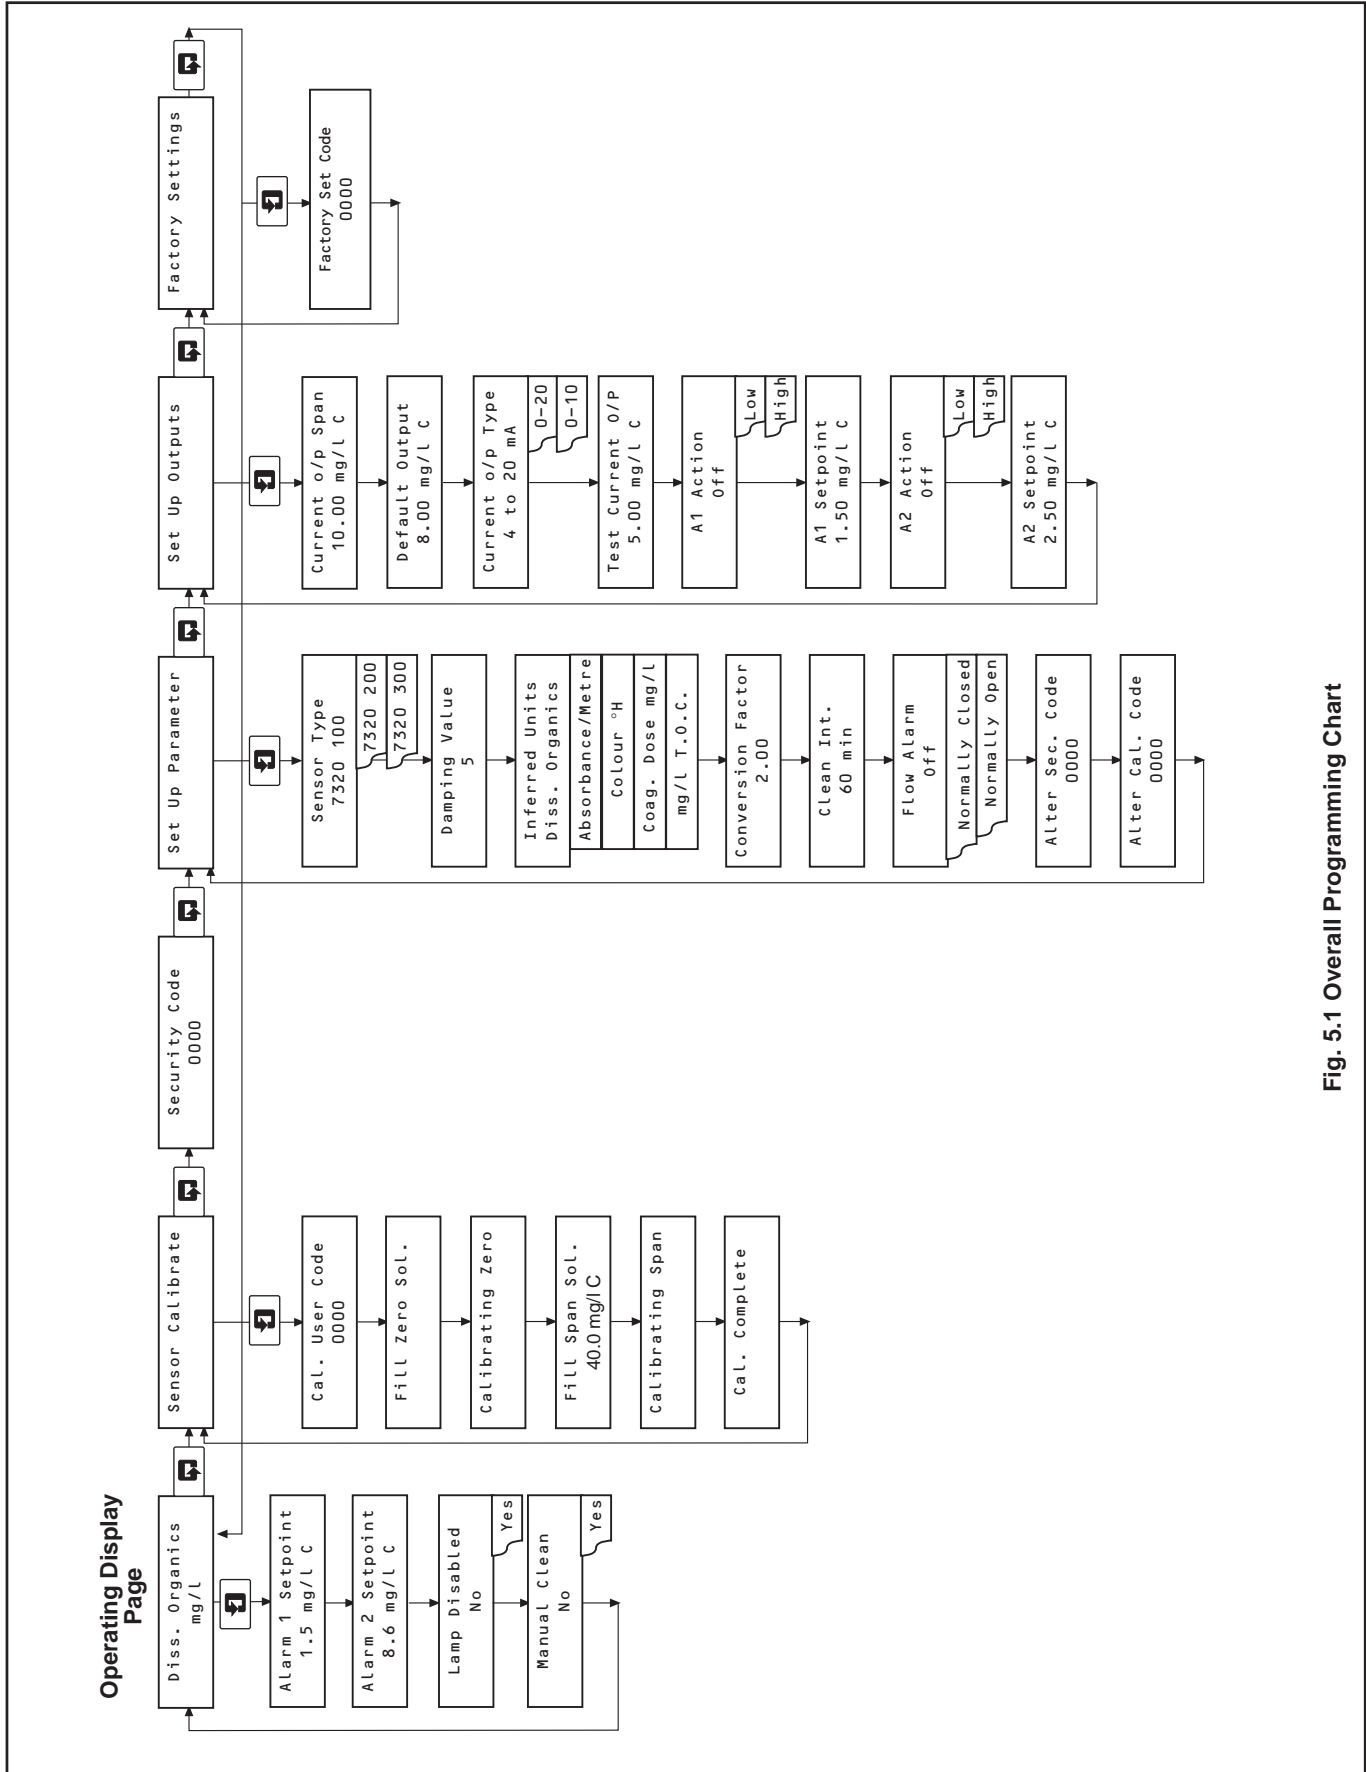 Operating Display
Page
Diss. Organics
mg/l
Alarm 1 Setpoint
1.5 mg/l C
Alarm 2 Setpoint
8.6 mg/l C
Lamp Disabled
No
Yes
Manual Clean
No
Yes
Sensor Calibrate
Cal. User Code
0000
Fill Zero Sol.
Calibrating Zero
Fill Span Sol.
40.0 mg/l C
Calibrating Span
Cal. Complete
Security Code
0000
Set Up Parameter
Sensor Type
7320 100
7320 200
7320 300
Damping Value
5
Inferred Units
Diss. Organics
Absorbance/Metre
Colour °H
Coag. Dose mg/l
mg/l T.O.C.
Conversion Factor
2.00
Clean Int.
60 min
Flow Alarm
Off
Normally Closed
Normally Open
Alter Sec. Code
0000
Alter Cal. Code
0000
Set Up Outputs
Current o/p Span
10.00 mg/l C
Default Output
8.00 mg/l C
Current o/p Type
4 to 20 mA
0-20
0-10
Test Current O/P
5.00 mg/l C
A1 Action
Off
Low
High
A1 Setpoint
1.50 mg/l C
A2 Action
Off
Low
High
A2 Setpoint
2.50 mg/l C
Factory Settings
Factory Set Code
0000
Fig. 5.1 Overall Programming Chart